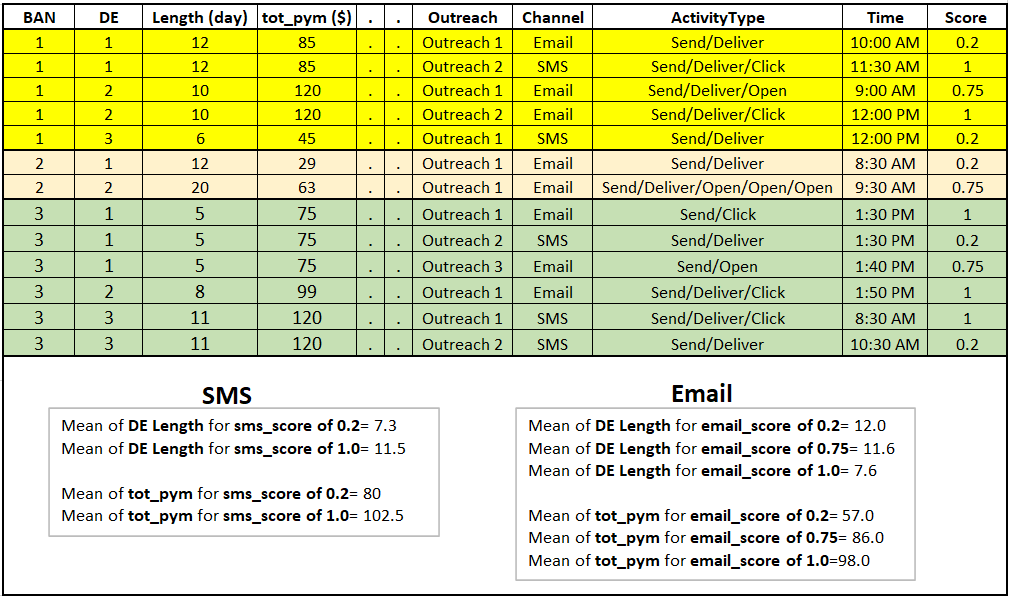 BAN DE Length (day) tot_pym ($) . . Outreach Channel ActivityType Time Score
1 1 12 85 . . Outreach 1 Email Send/Deliver 10:00 AM 0.2
1 1 12 85 . . Outreach 2 SMS Send/Deliver/Click 11:30 AM 1
1 2 10 120 . . Outreach 1 Email Send/Deliver/Open 9:00 AM 0.75
1 2 10 120 . . Outreach 2 Email Send/Deliver/Click 12:00 PM 1
1 3 6 45 . . Outreach 1 SMS Send/Deliver 12:00 PM 0.2
2 1 12 29 . . Outreach 1 Email Send/Deliver 8:30 AM 0.2
2 2 20 63 . . Outreach 1 Email Send/Deliver/Open/Open/Open 9:30 AM 0.75
3 1 5 75 . . Outreach 1 Email Send/Click 1:30 PM 1
3 1 5 75 . . Outreach 2 SMS Send/Deliver 1:30 PM 0.2
3 1 5 75 . . Outreach 3 Email Send/Open 1:40 PM 0.75
3 2 8 99 . . Outreach 1 Email Send/Deliver/Click 1:50 PM 1
3 3 11 120 . . Outreach 1 SMS Send/Deliver/Click 8:30 AM 1
3 3 11 120 . . Outreach 2 SMS Send/Deliver 10:30 AM 0.2
SMS
Mean of DE Length for sms_score of 0.2= 7.3
Mean of DE Length for sms_score of 1.0= 11.5
Mean of tot_pym for sms_score of 0.2= 80
Mean of tot_pym for sms_score of 1.0= 102.5
Email
Mean of DE Length for email_score of 0.2= 12.0
Mean of DE Length for email_score of 0.75= 11.6
Mean of DE Length for email_score of 1.0= 7.6
Mean of tot_pym for email_score of 0.2= 57.0
Mean of tot_pym for email_score of 0.75= 86.0
Mean of tot_pym for email_score of 1.0=98.0